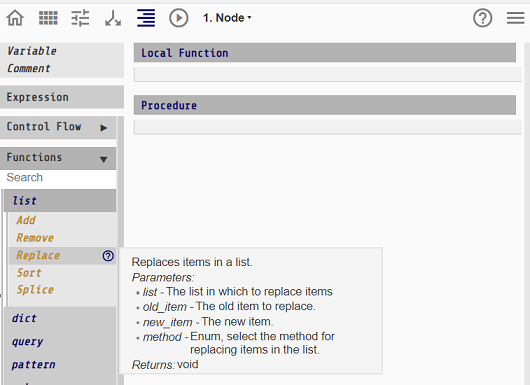 1. Node
Variable
Comment
Expression
Control Flow
Functions
Search
list
Add
Remove
Replace
Sort
Splice
dict
query
pattern
Local Function
Procedure
Replaces items in a list.
Parameters:
• list - The list in which to replace items
• old_item - The old item to replace.
• new_item - The new item.
• method - Enum, select the method for
replacing items in the list.
Returns: void